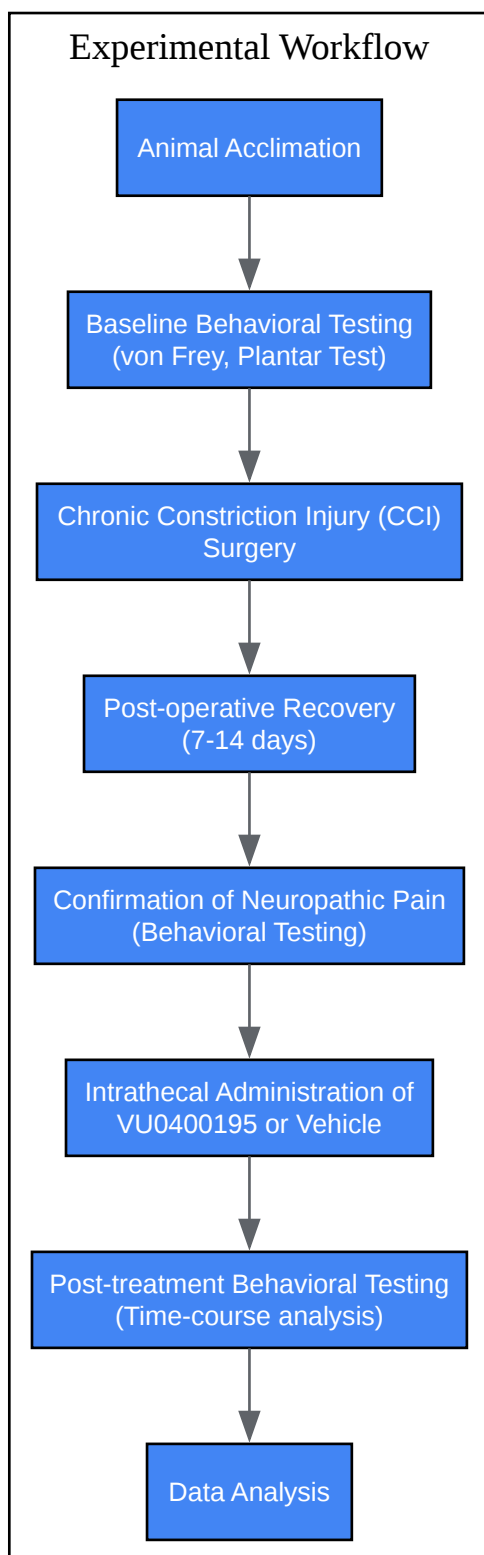 Experimental Workflow
Animal Acclimation
Baseline Behavioral Testing
(von Frey, Plantar Test)
Chronic Constriction Injury (CCI)
Surgery
Post-operative Recovery
(7-14 days)
Confirmation of Neuropathic Pain
(Behavioral Testing)
Intrathecal Administration of
VU0400195 or Vehicle
Post-treatment Behavioral Testing
(Time-course analysis)
Data Analysis